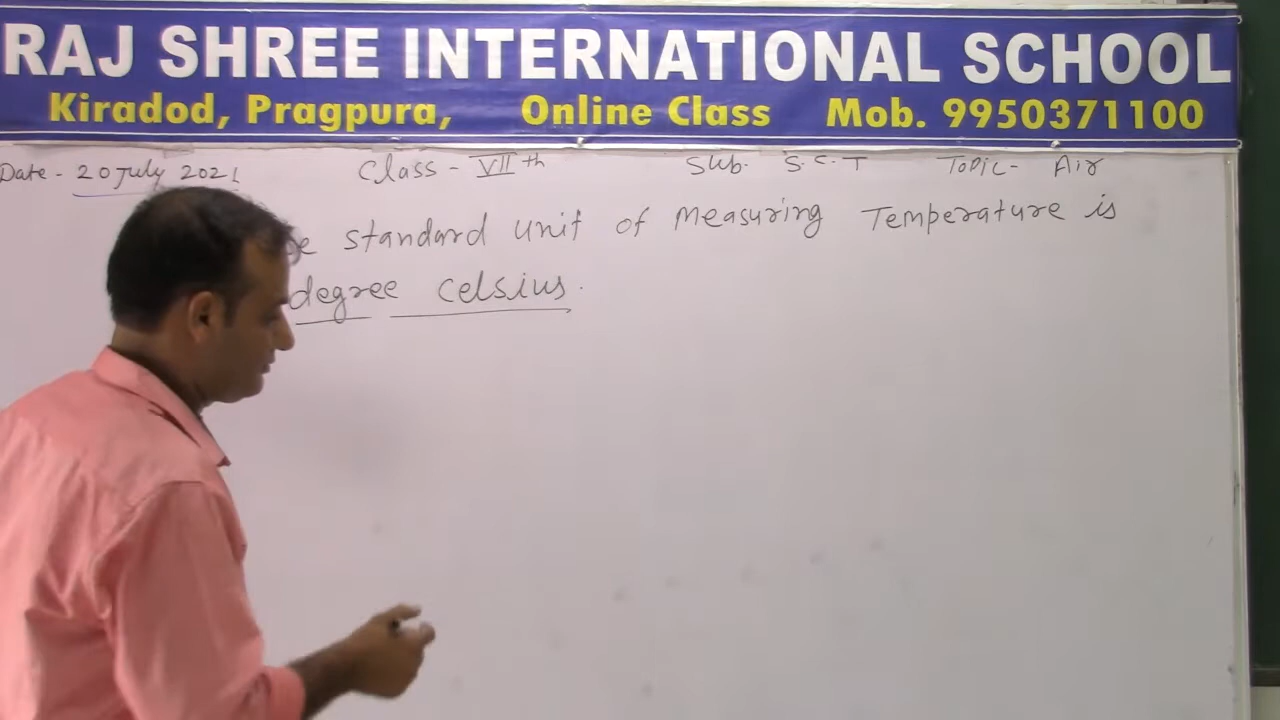 RAJ SHREE INTERNATIONAL SCHOOL
Kiradod, Pragpura, Online Class Mob. 9950371100
Date - 20 July 2021 Class - VII th Sub. S.S.T Topic - Air
standard unit of measuring Temperature is
degree celsius.